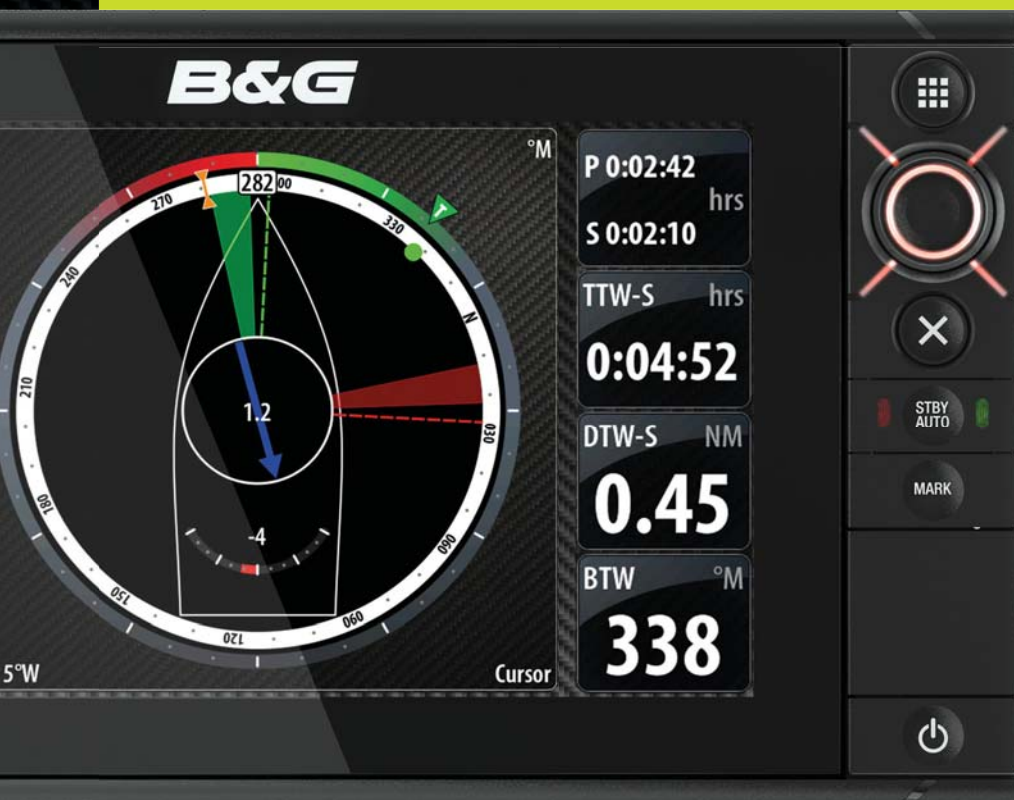 B&G
°M
282
00
270
330
240
N
210
030
180
060
150
060
120
1.2
-4
5°W
Cursor
P 0:02:42
hrs
S 0:02:10
TTW-S hrs
0:04:52
DTW-S NM
0.45
BTW °M
338
T
STBY
AUTO
MARK